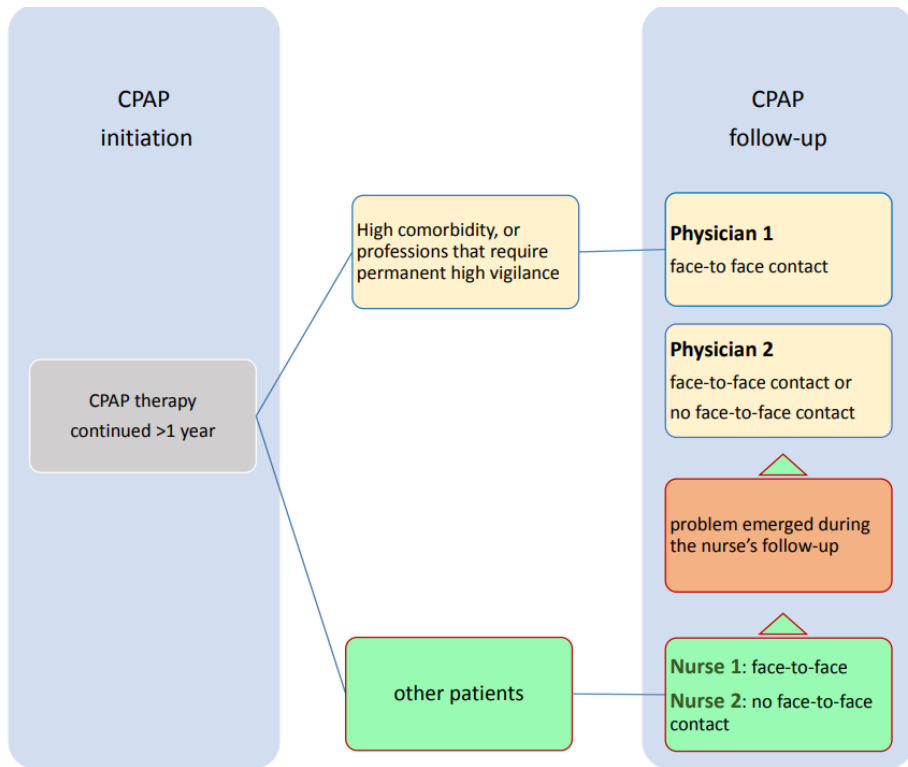 CPAP
initiation
CPAP therapy
continued >1 year
High comorbidity, or
professions that require
permanent high vigilance
other patients
CPAP
follow-up
Physician 1
face-to face contact
Physician 2
face-to-face contact or
no face-to-face contact
problem emerged during
the nurse’s follow-up
Nurse 1: face-to-face
Nurse 2: no face-to-face
contact